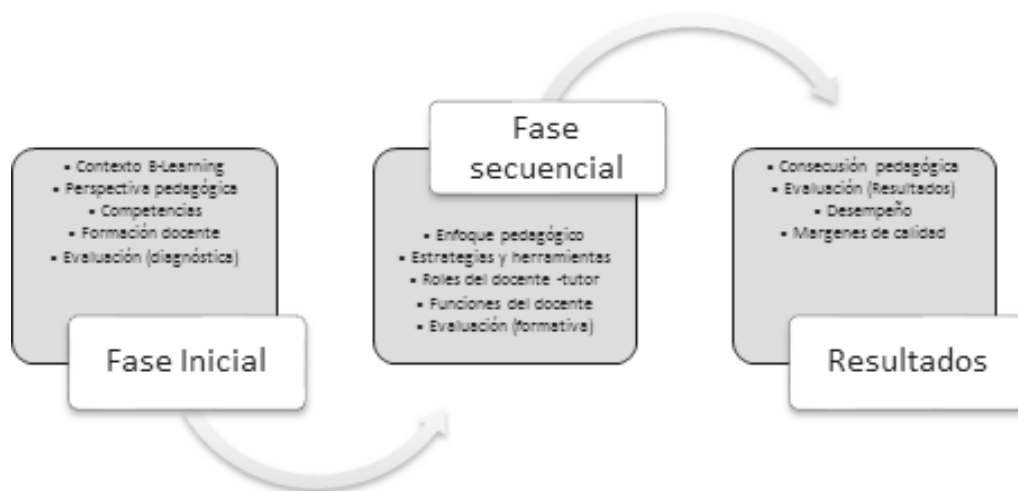 ▪ Contexto B-Learning
▪ Perspectiva pedagógica
▪ Competencias
▪ Formación docente
▪ Evaluación (diagnóstica)
Fase Inicial
Fase
secuencial
▪ Enfoque pedagógico
▪ Estrategias y herramientas
▪ Roles del docente -tutor
▪ Funciones del docente
▪ Evaluación (formativa)
▪ Consecusión pedagógica
▪ Evaluación (Resultados)
▪ Desempeño
▪ Margenes de calidad
Resultados